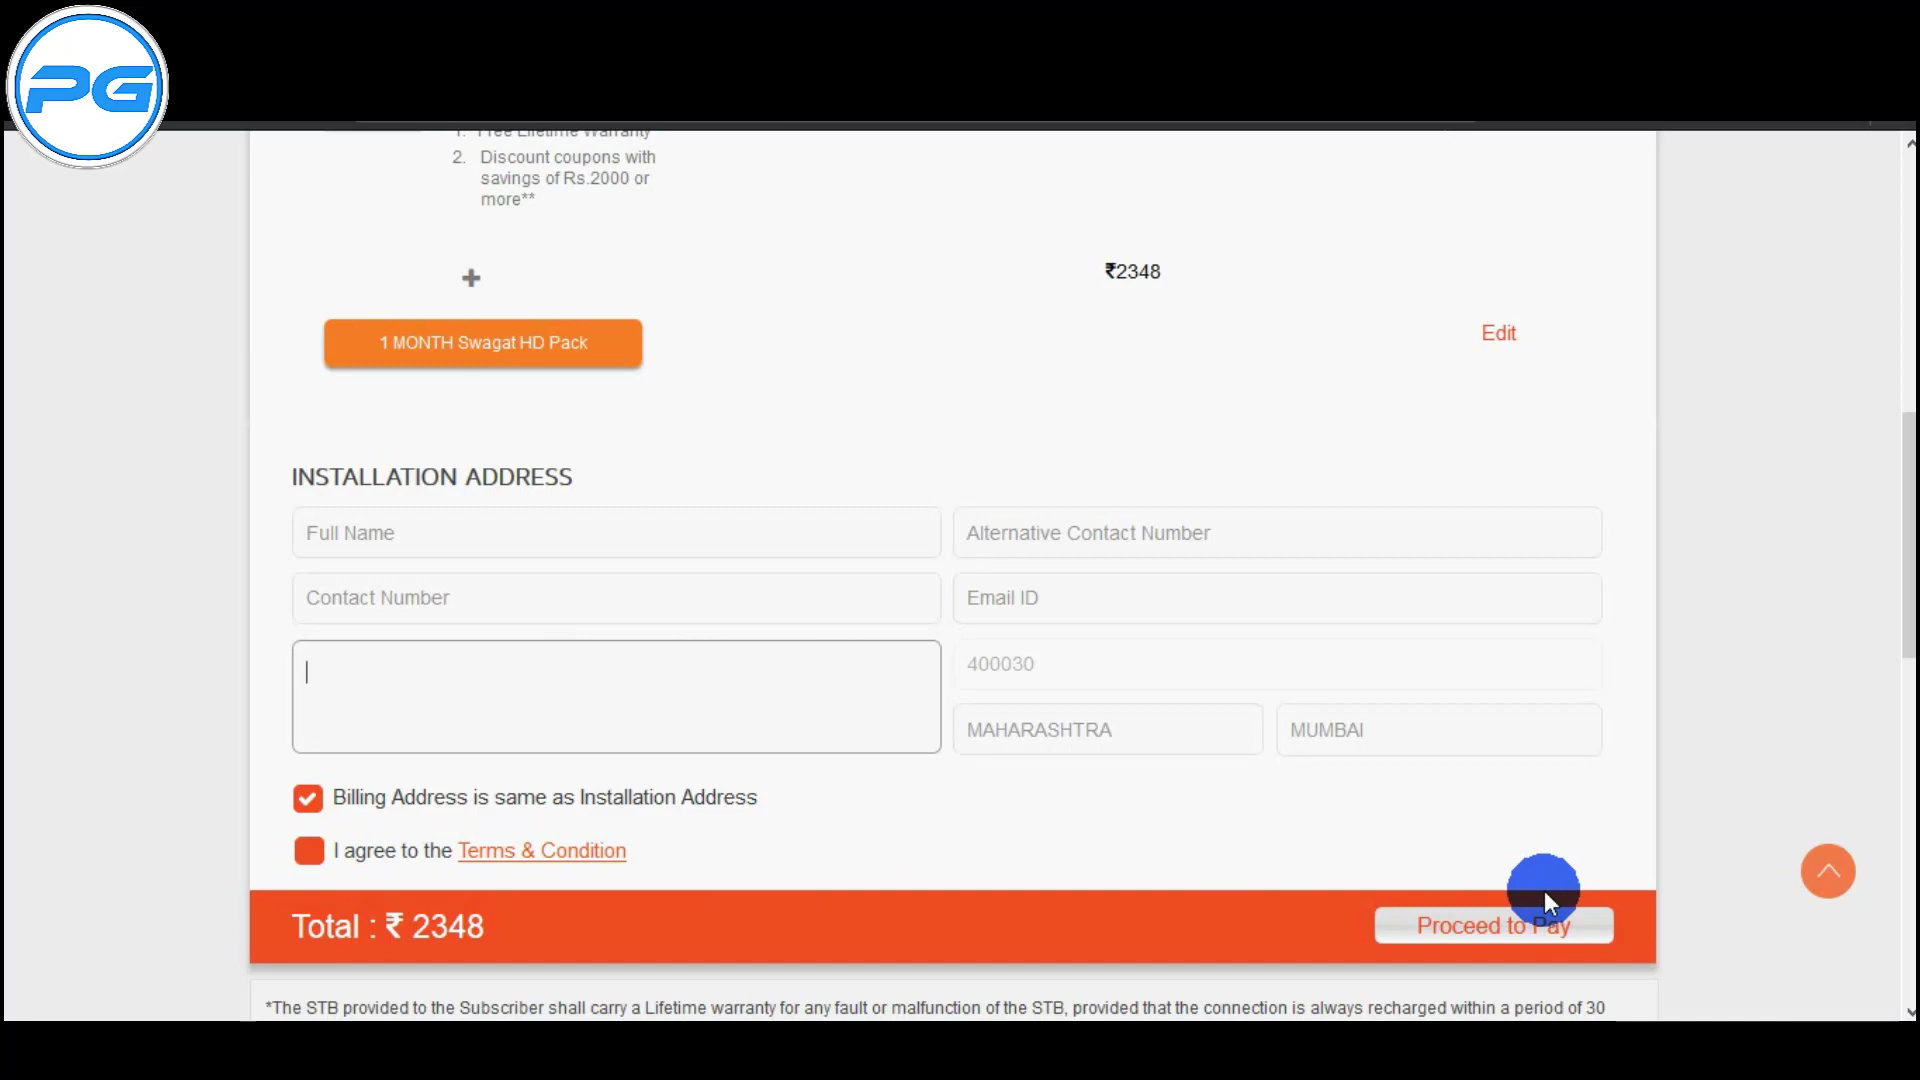 PG
1. Free Lifetime Warranty
2. Discount coupons with
savings of Rs.2000 or
more**
₹2348
1 MONTH Swagat HD Pack
Edit
INSTALLATION ADDRESS
Full Name
Alternative Contact Number
Contact Number
Email ID
400030
MAHARASHTRA
MUMBAI
Billing Address is same as Installation Address
I agree to the Terms & Condition
Total : ₹ 2348
Proceed to Pay
*The STB provided to the Subscriber shall carry a Lifetime warranty for any fault or malfunction of the STB, provided that the connection is always recharged within a period of 30